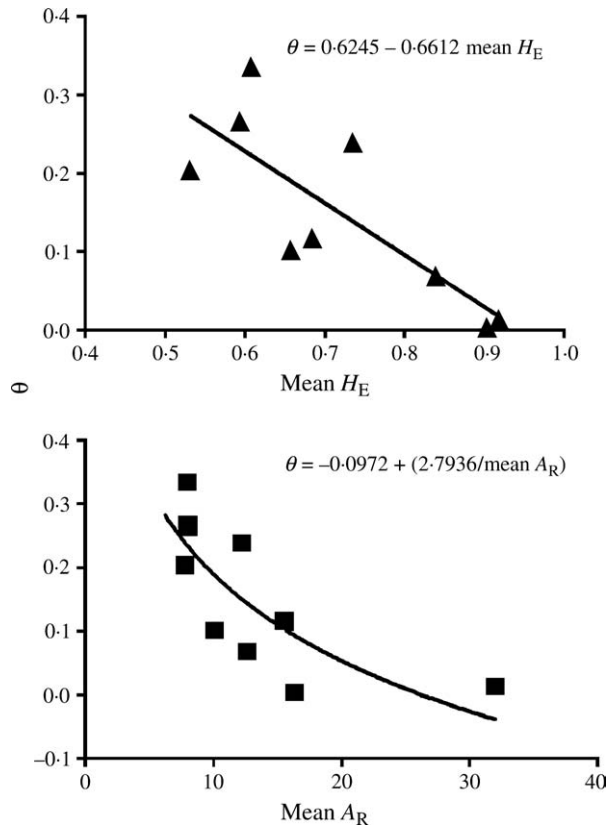 0·4
θ = 0·6245 – 0·6612 mean H_E
0·3
0·2
0·1
0·0
0·4 0·5 0·6 0·7 0·8 0·9 1·0
Mean H_E
θ
0·4
θ = –0·0972 + (2·7936/mean A_R)
0·3
0·2
0·1
0·0
–0·1
0 10 20 30 40
Mean A_R